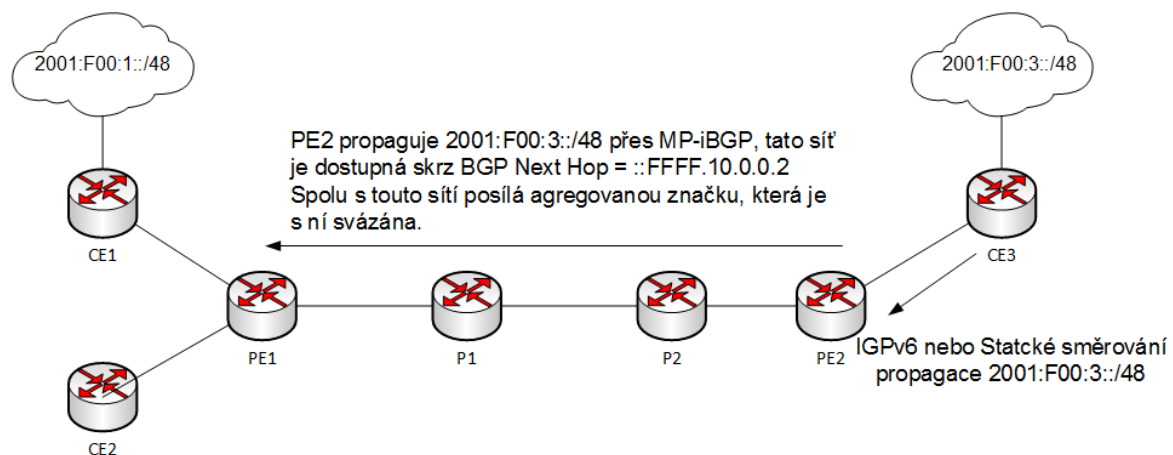 2001:F00:1::/48
2001:F00:3::/48
PE2 propaguje 2001:F00:3::/48 přes MP-iBGP, tato síť
je dostupná skrz BGP Next Hop = ::FFFF.10.0.0.2
Spolu s touto sítí posílá agregovanou značku, která je
s ní svázána.
CE1
CE3
PE1
P1
P2
PE2
IGPv6 nebo Statcké směrování
propagace 2001:F00:3::/48
CE2